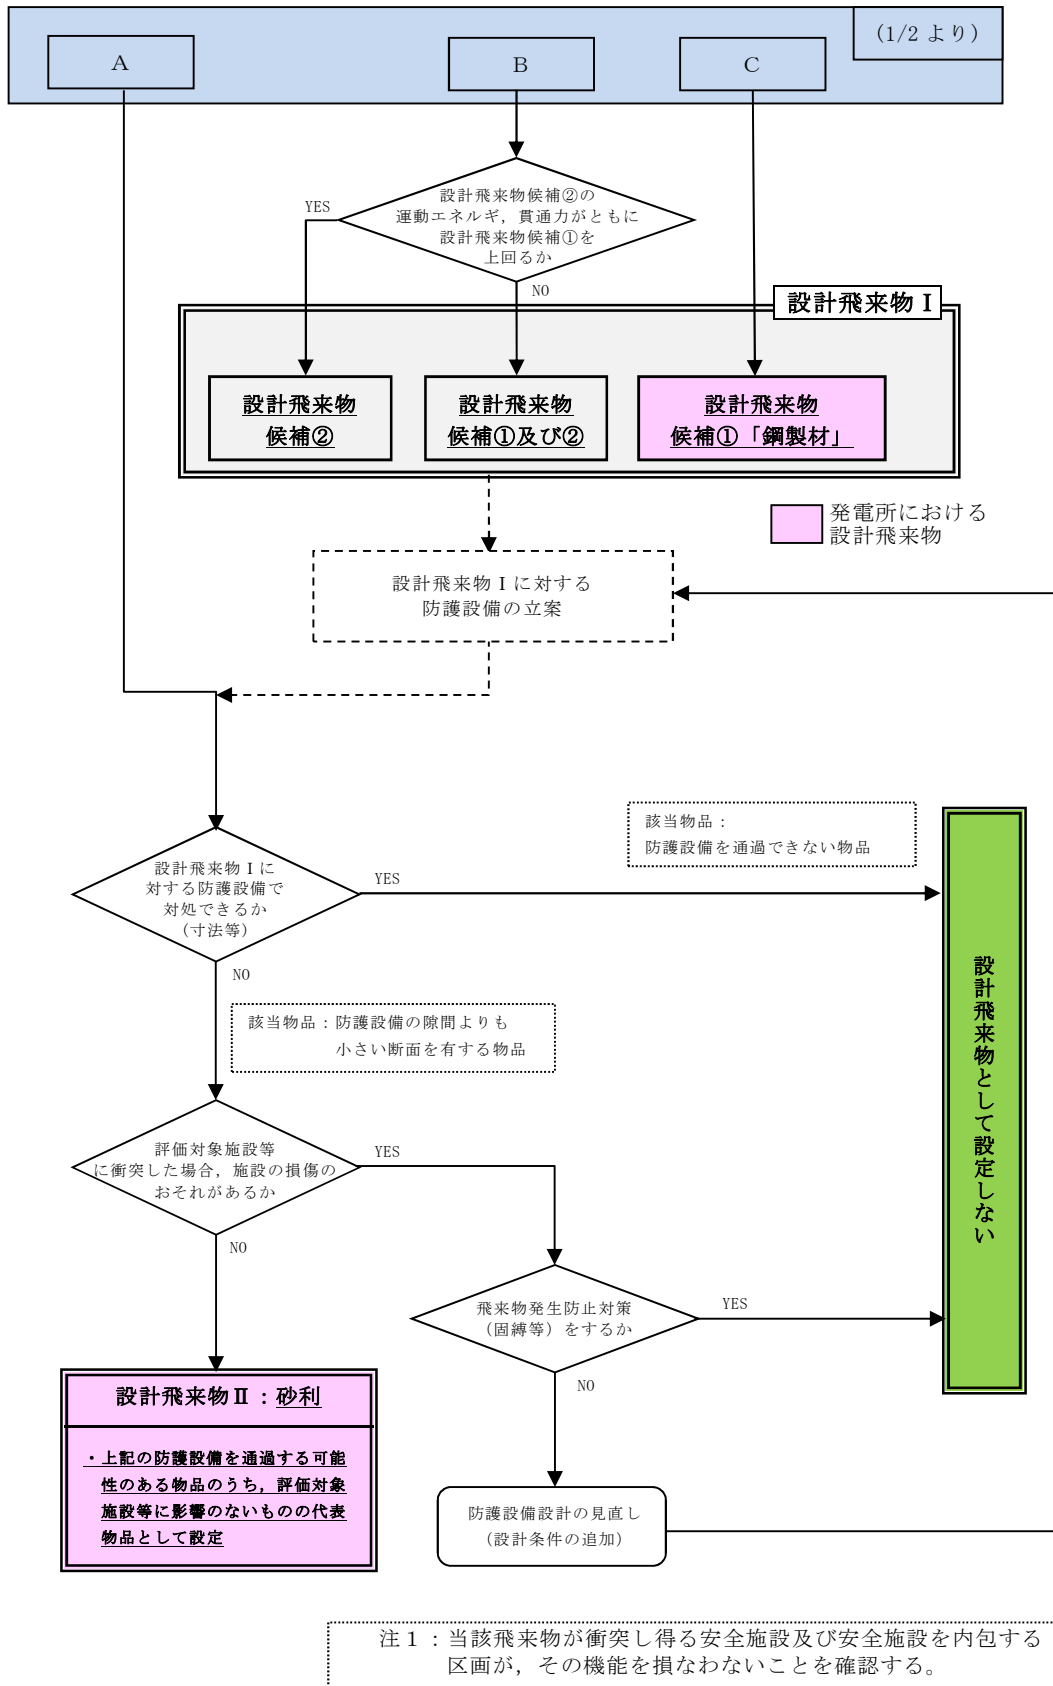 (1/2 より)
A
B
C
設計飛来物候補②の
運動エネルギ，貫通力がともに
設計飛来物候補①を
上回るか
YES
NO
設計飛来物Ⅰ
設計飛来物
候補②
設計飛来物
候補①及び②
設計飛来物
候補①「鋼製材」
発電所における
設計飛来物
設計飛来物Ⅰに対する
防護設備の立案
該当物品：
防護設備を通過できない物品
設計飛来物Ⅰに
対する防護設備で
対処できるか
（寸法等）
YES
NO
設計飛来物として設定しない
該当物品：防護設備の隙間よりも
小さい断面を有する物品
評価対象施設等
に衝突した場合，施設の損傷の
おそれがあるか
YES
NO
飛来物発生防止対策
（固縛等）をするか
YES
NO
設計飛来物Ⅱ：砂利
・上記の防護設備を通過する可能
性のある物品のうち，評価対象
施設等に影響のないものの代表
物品として設定
防護設備設計の見直し
（設計条件の追加）
注１：当該飛来物が衝突し得る安全施設及び安全施設を内包する
区画が，その機能を損なわないことを確認する。